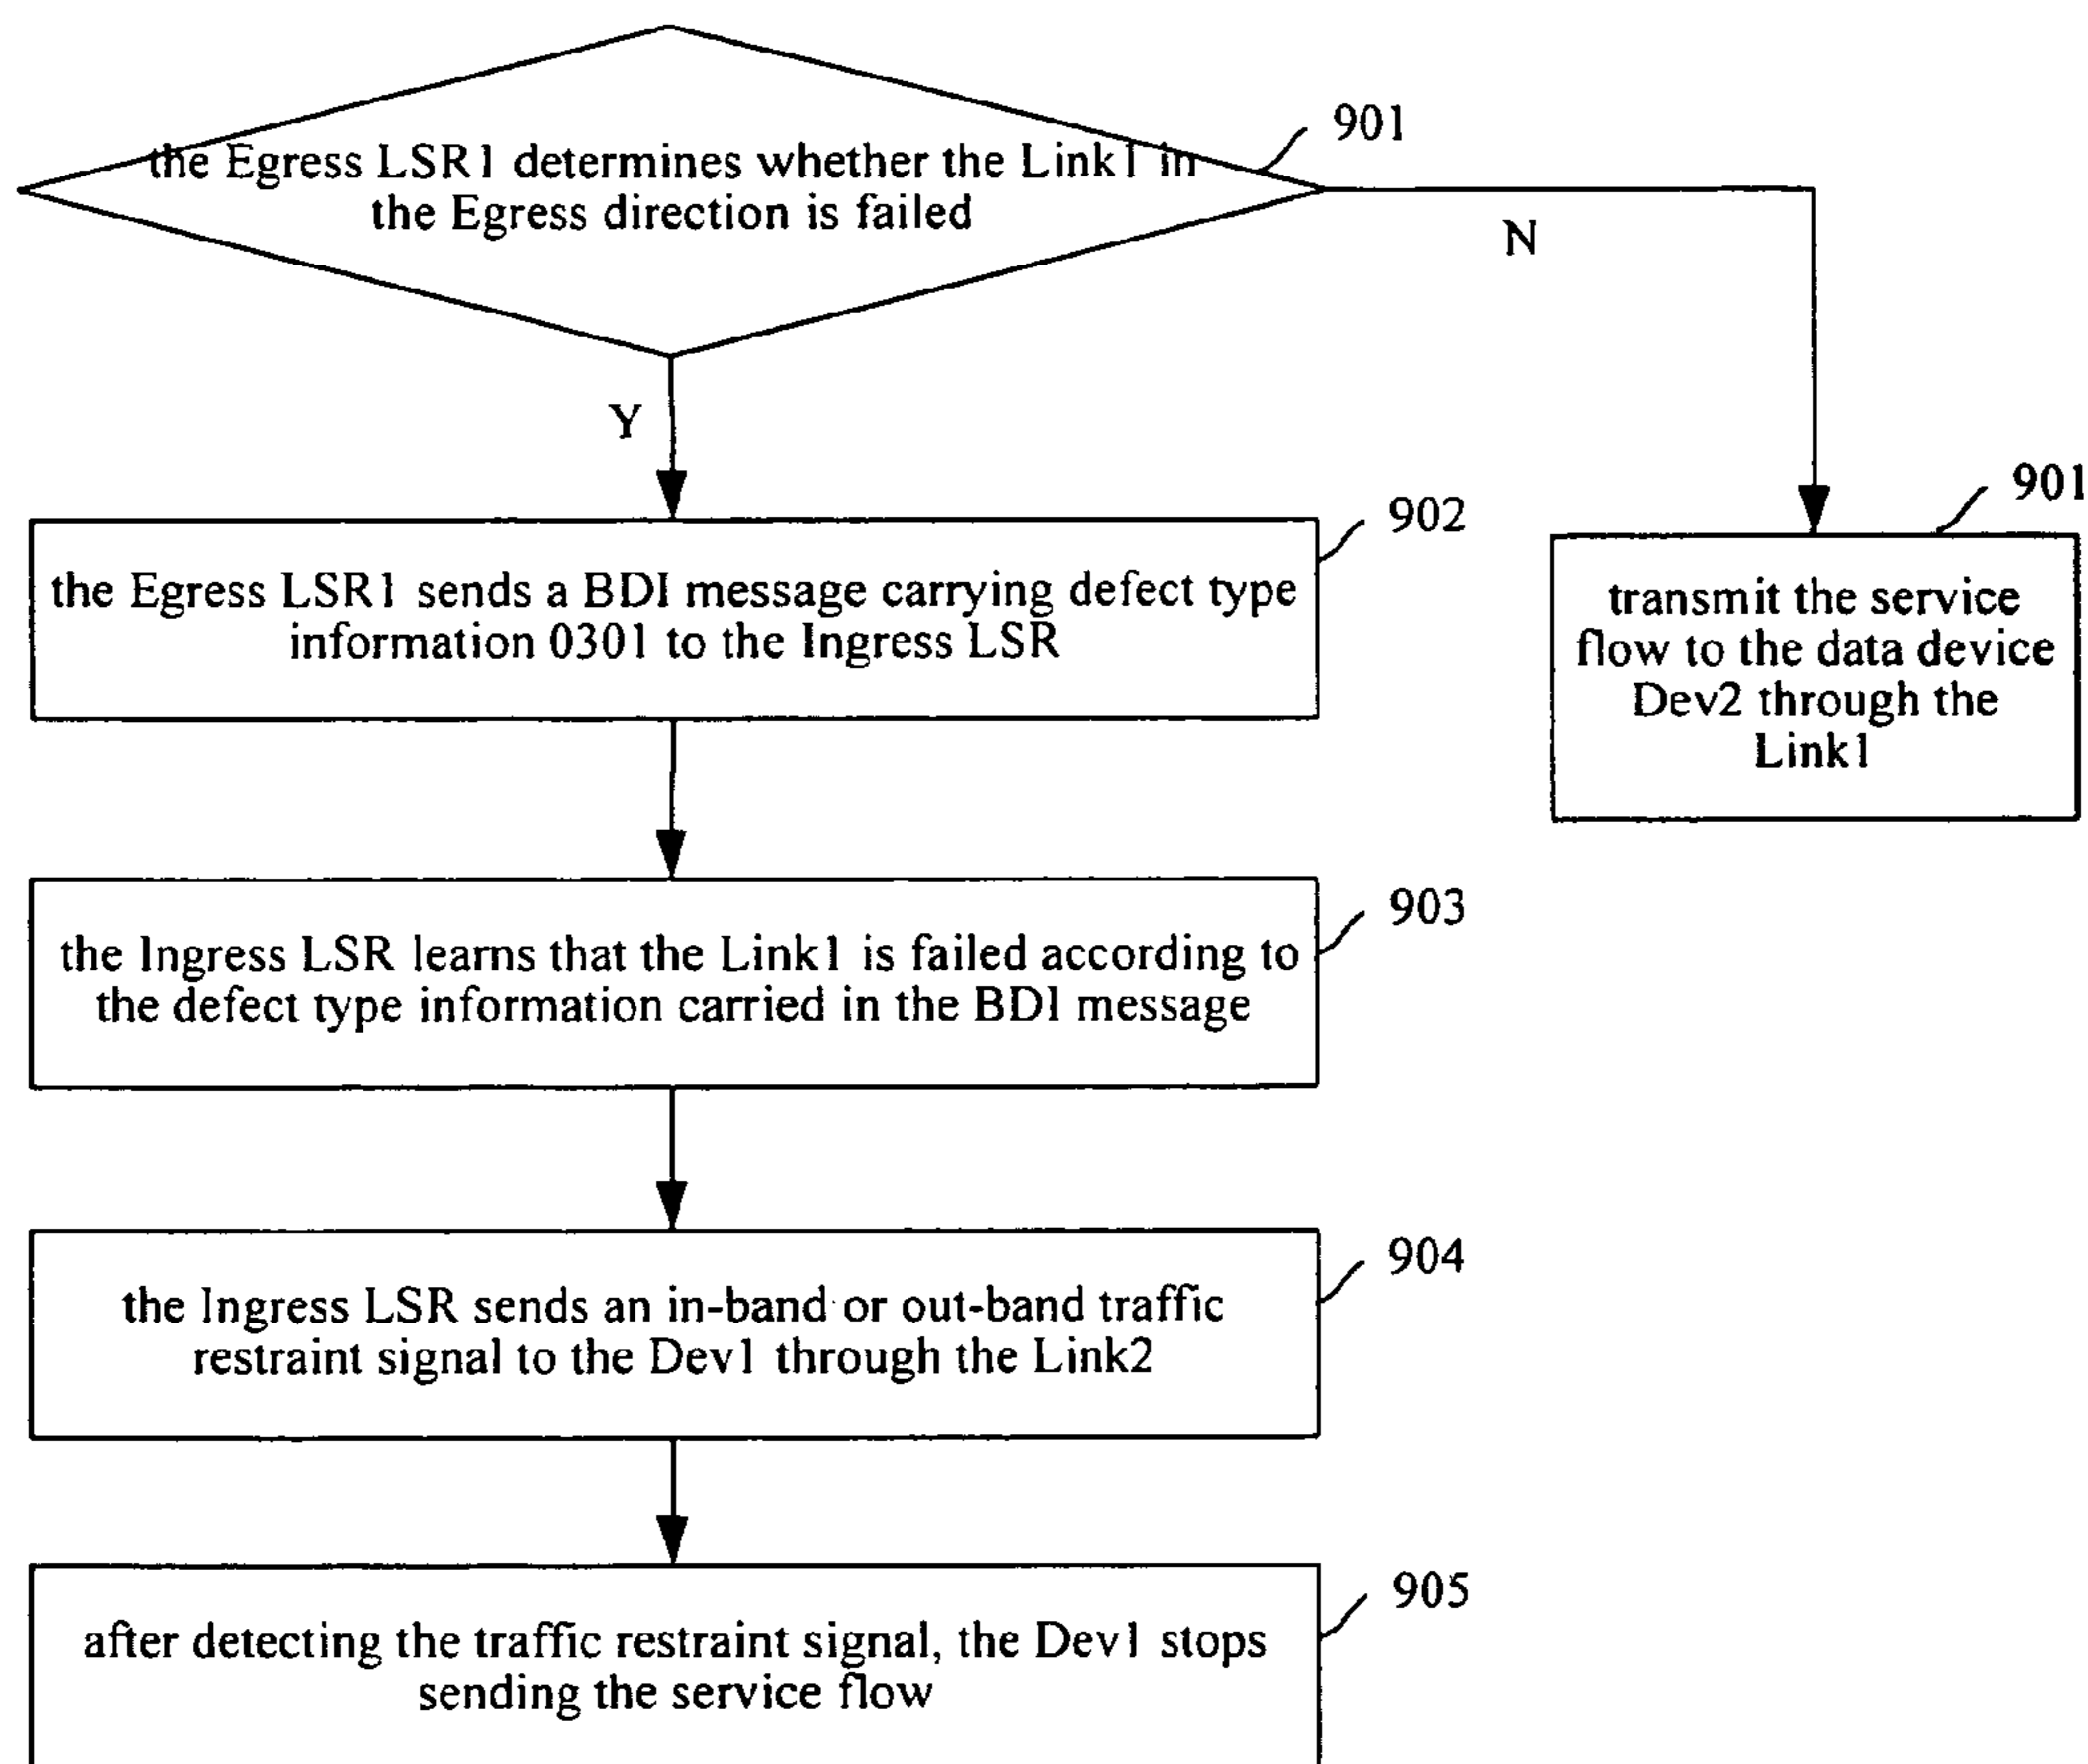 901
the Egress LSR1 determines whether the Link1 in
the Egress direction is failed
N
Y
902
the Egress LSR1 sends a BDI message carrying defect type
information 0301 to the Ingress LSR
901
transmit the service
flow to the data device
Dev2 through the
Link1
903
the Ingress LSR learns that the Link1 is failed according to
the defect type information carried in the BDI message
904
the Ingress LSR sends an in-band or out-band traffic
restraint signal to the Dev1 through the Link2
905
after detecting the traffic restraint signal, the Dev1 stops
sending the service flow